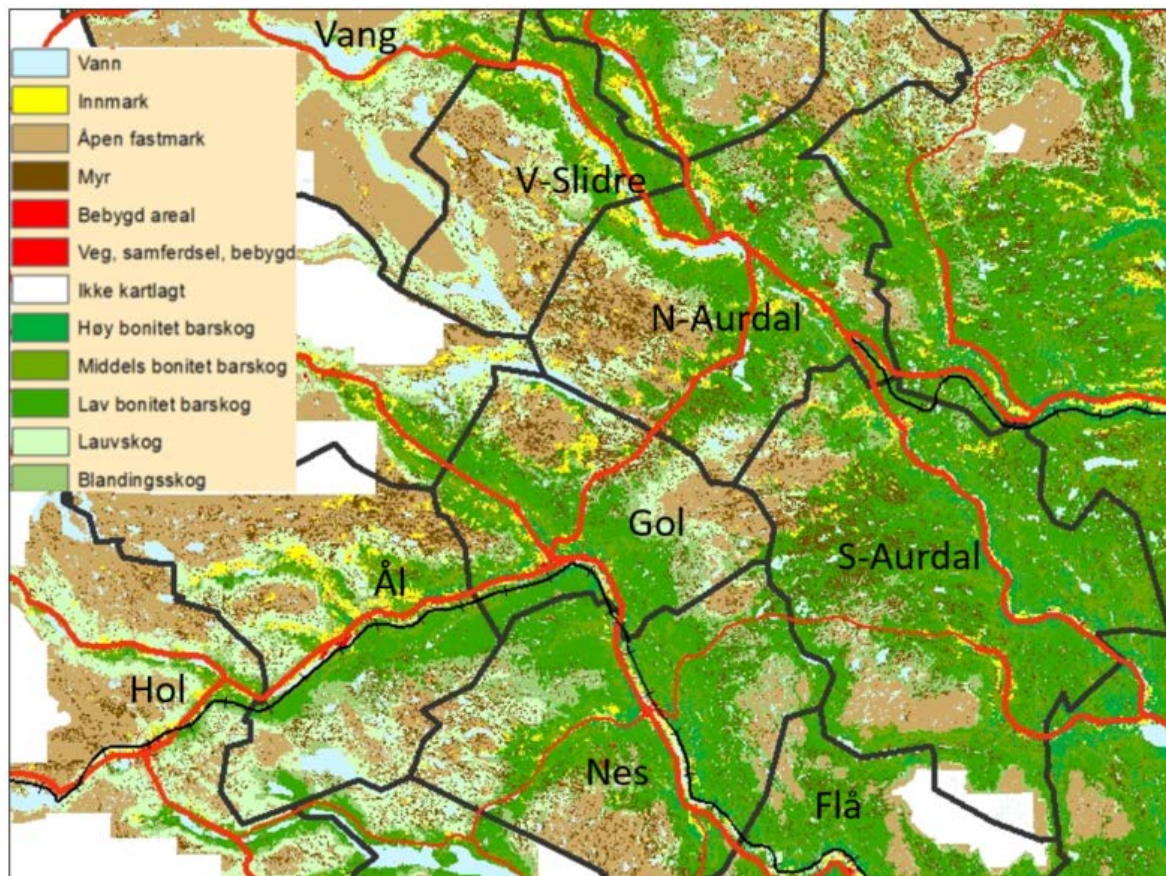 Vang
Vann
Innmark
Åpen fastmark
Myr
Bebygd areal
Veg, samferdsel, bebygd
Ikke kartlagt
Høy bonitet barskog
Middels bonitet barskog
Lav bonitet barskog
Lauvskog
Blandingsskog
V-Slidre
N-Aurdal
Gol
S-Aurdal
Ål
Hol
Nes
Flå